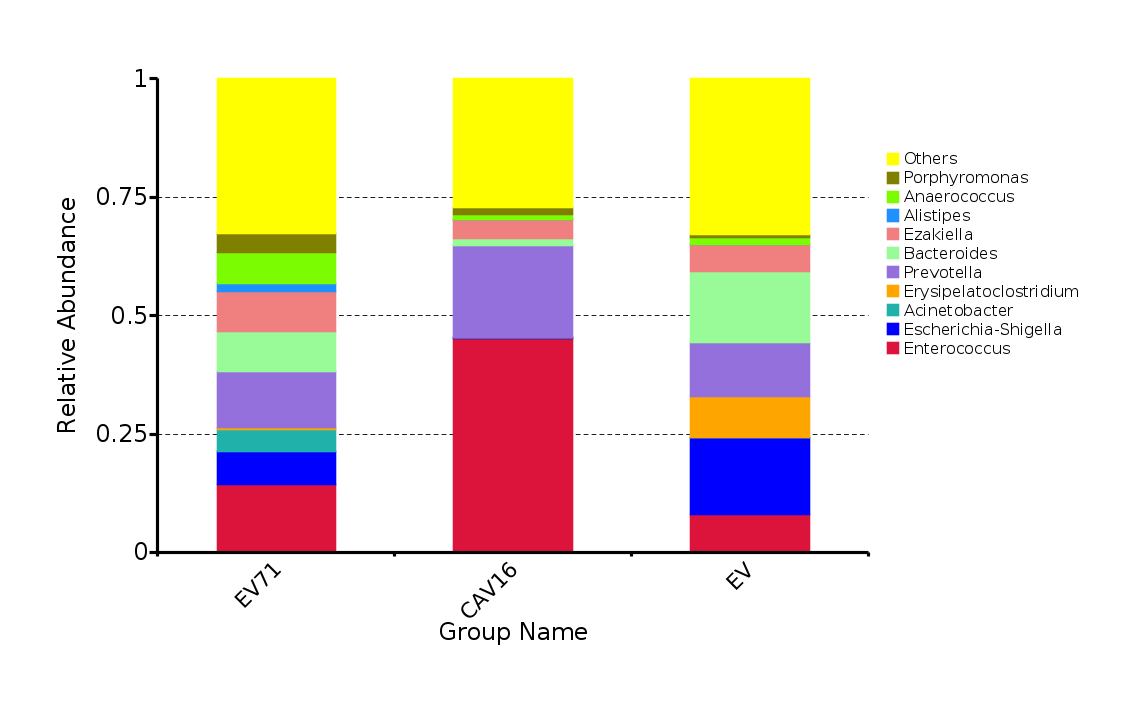 1
0.75
0.5
0.25
0
Relative Abundance
EV71
CAV16
EV
Group Name
Others
Porphyromonas
Anaerococcus
Alistipes
Ezakiella
Bacteroides
Prevotella
Erysipelatoclostridium
Acinetobacter
Escherichia-Shigella
Enterococcus